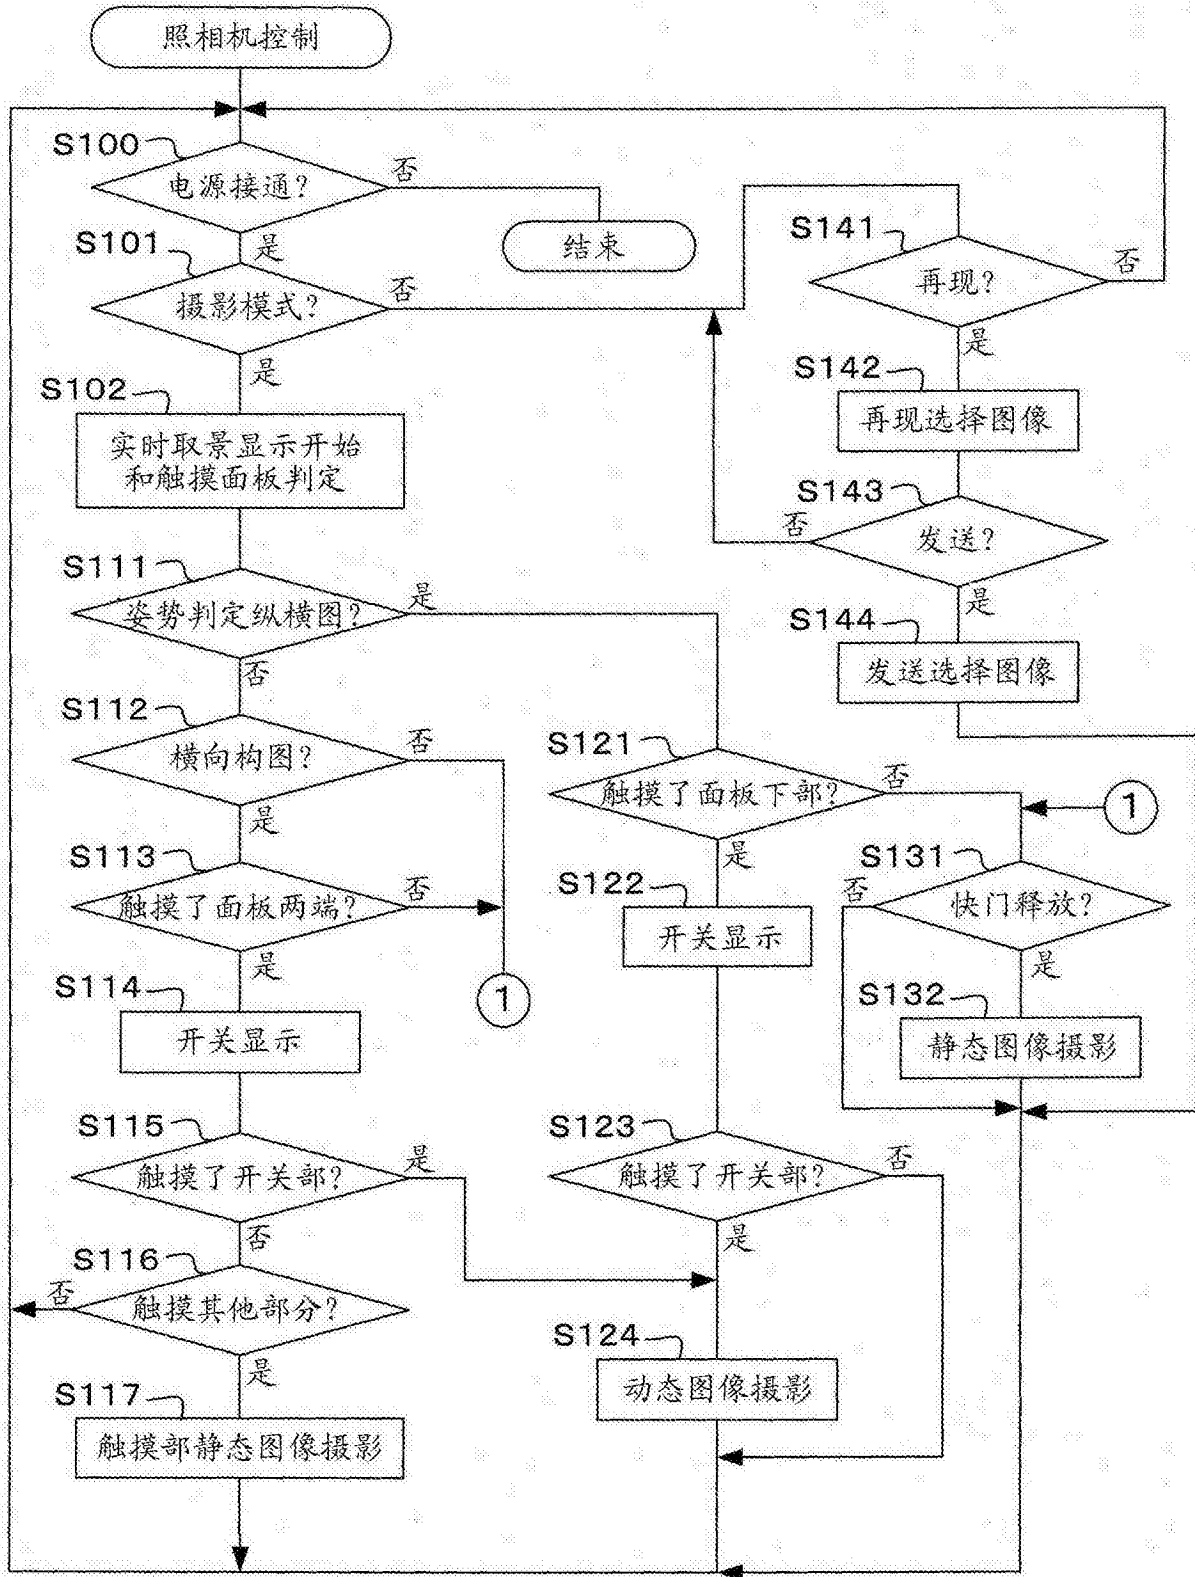 照相机控制
S100
电源接通?
否
结束
是
S101
摄影模式?
否
是
S102
实时取景显示开始
和触摸面板判定
S111
姿势判定纵横图?
是
否
S112
横向构图?
否
是
S113
触摸了面板两端?
否
是
1
S114
开关显示
S115
触摸了开关部?
是
否
S116
触摸其他部分?
否
是
S117
触摸部静态图像摄影
S121
触摸了面板下部?
否
是
S122
开关显示
S123
触摸了开关部?
否
是
S124
动态图像摄影
1
S131
快门释放?
否
是
S132
静态图像摄影
S141
再现?
否
是
S142
再现选择图像
S143
发送?
否
是
S144
发送选择图像